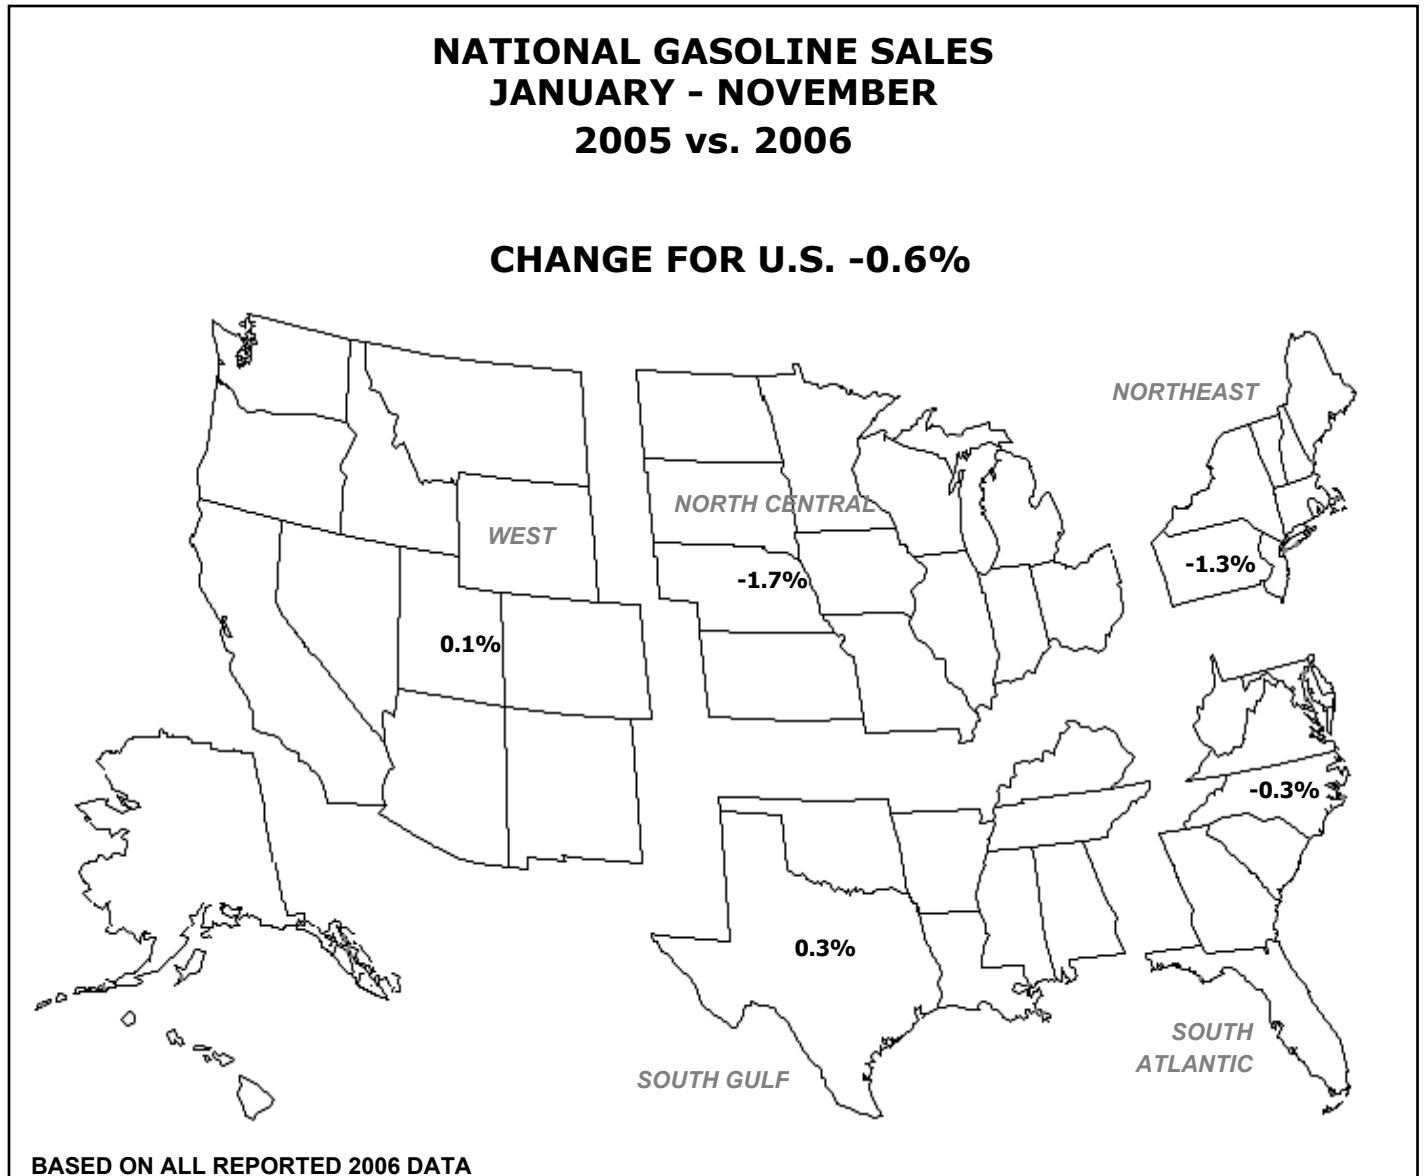 NATIONAL GASOLINE SALES
JANUARY - NOVEMBER
2005 vs. 2006
CHANGE FOR U.S. -0.6%
NORTHEAST
NORTH CENTRAL
WEST
-1.3%
-1.7%
0.1%
-0.3%
0.3%
SOUTH
ATLANTIC
SOUTH GULF
BASED ON ALL REPORTED 2006 DATA